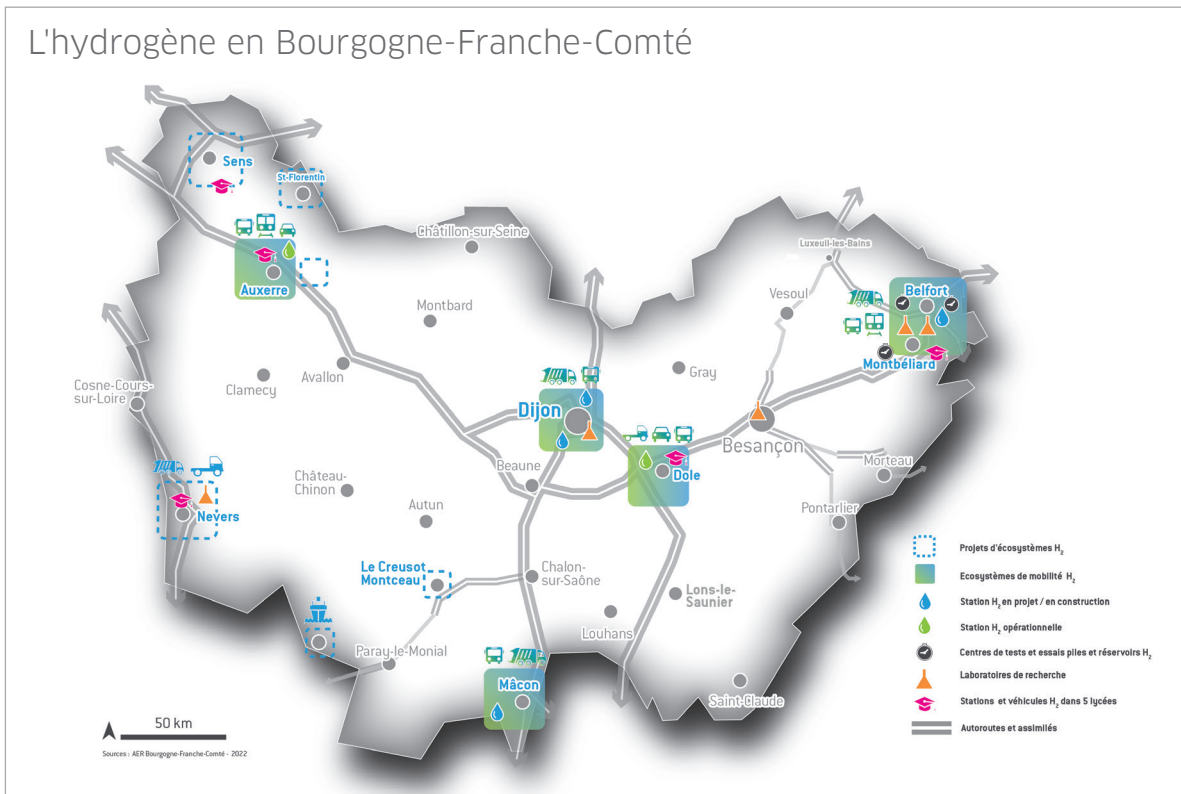 L'hydrogène en Bourgogne-Franche-Comté
Sens
St-Florentin
Châtillon-sur-Seine
Auxerre
Luxeuil-les-Bains
Belfort
Vesoul
Montbard
Montbéliard
Avallon
Gray
Clamecy
Cosne-Cours-
sur-Loire
Dijon
Besançon
Beaune
Dole
Morteau
Château-
Chinon
Autun
Pontarlier
Nevers
Le Creusot
Montceau
Chalon-
sur-Saône
Lons-le-
Saunier
Louhans
Paray-le-Monial
Mâcon
Saint-Claude
Projets d'écosystèmes H2
Ecosystèmes de mobilité H2
Station H2 en projet / en construction
Station H2 opérationnelle
Centres de tests et essais piles et réservoirs H2
Laboratoires de recherche
Stations et véhicules H2 dans 5 lycées
Autoroutes et assimilés
50 km
Sources : AER Bourgogne-Franche-Comté - 2022